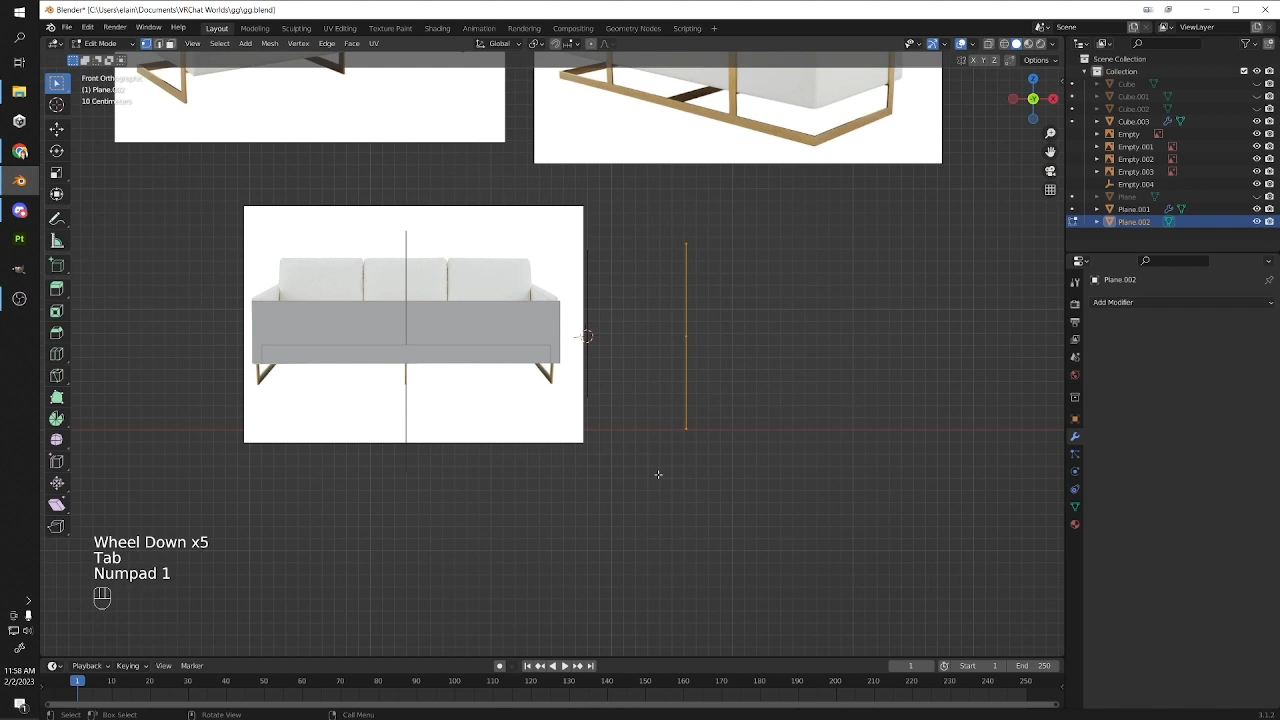 Blender* [C:\Users\elain\Documents\VRChat Worlds\gg\gg.blend]
File Edit Render Window Help Layout Modeling Sculpting UV Editing Texture Paint Shading Animation Rendering Compositing Geometry Nodes Scripting + Scene ViewLayer
Edit Mode View Select Add Mesh Vertex Edge Face UV Global
X Y Z Options
Front Orthographic
(1) Plane.002
10 Centimeters
Z
-Y
X
Scene Collection
Collection
Cube
Cube.001
Cube.002
Cube.003
Empty
Empty.001
Empty.002
Empty.003
Empty.004
Plane
Plane.001
Plane.002
Plane.002
Add Modifier
Pt
Wheel Down x5
Tab
Numpad 1
11:58 AM
2/2/2023
Playback Keying View Marker 1 Start 1 End 250
1 10 20 30 40 50 60 70 80 90 100 110 120 130 140 150 160 170 180 190 200 210 220 230 240 250
Select Box Select Rotate View Call Menu 3.1.2